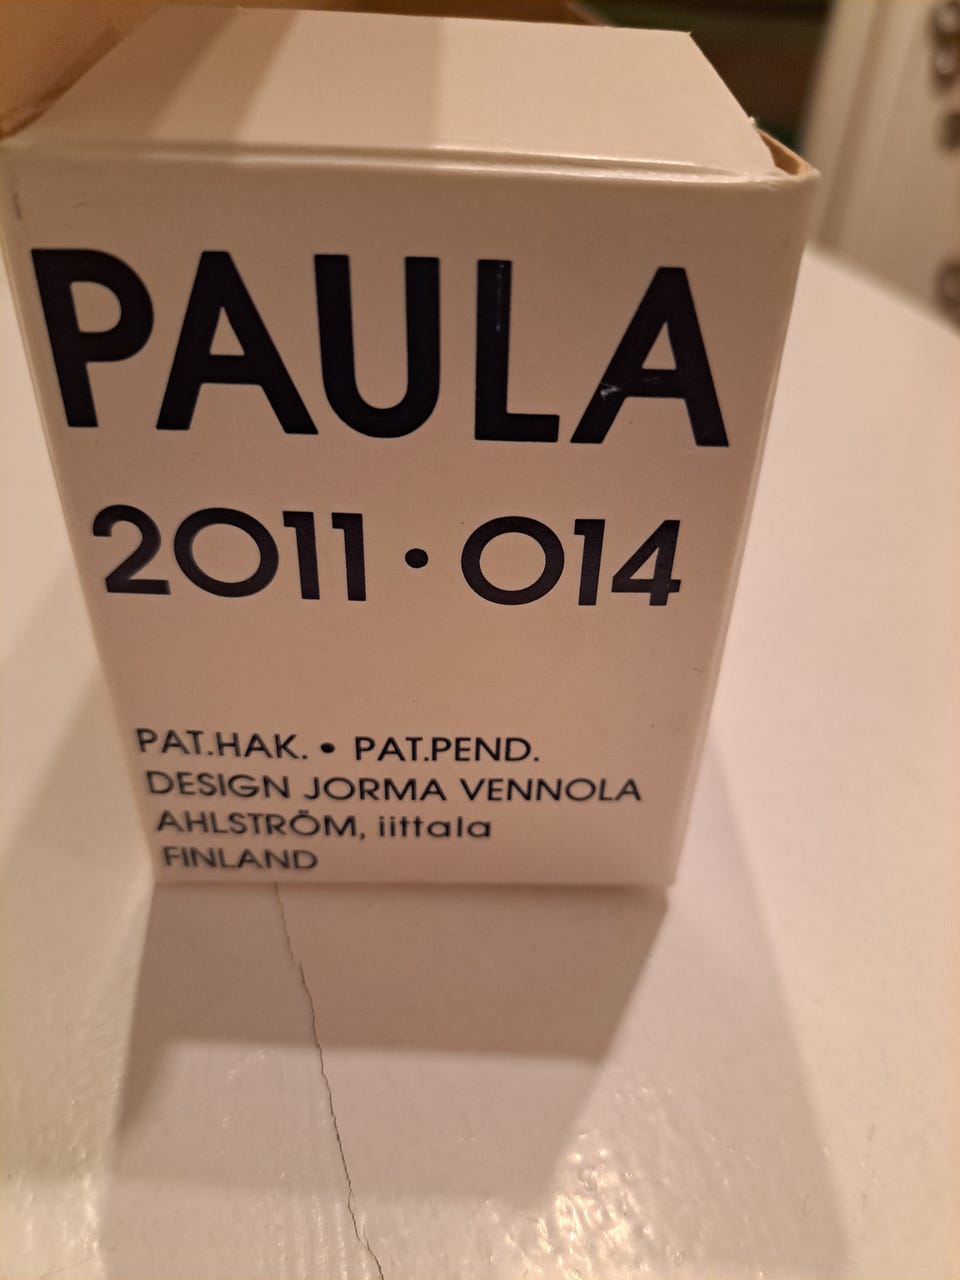 PAULA
2011 • 014
PAT.HAK. • PAT.PEND.
DESIGN JORMA VENNOLA
AHLSTRÖM, iittala
FINLAND